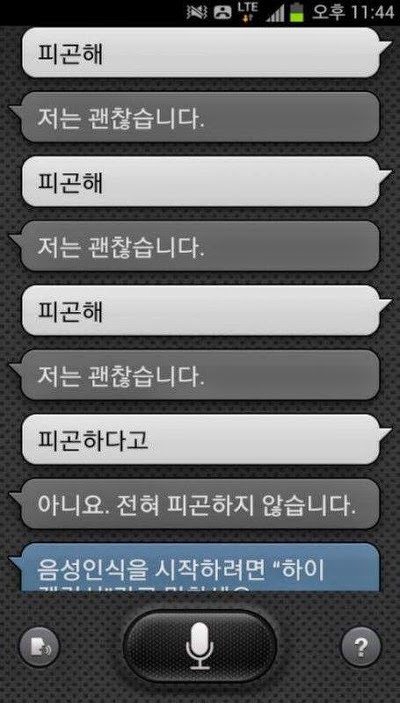 LTE 오후 11:44
피곤해
저는 괜찮습니다.
피곤해
저는 괜찮습니다.
피곤해
저는 괜찮습니다.
피곤하다고
아니요. 전혀 피곤하지 않습니다.
음성인식을 시작하려면 “하이
?